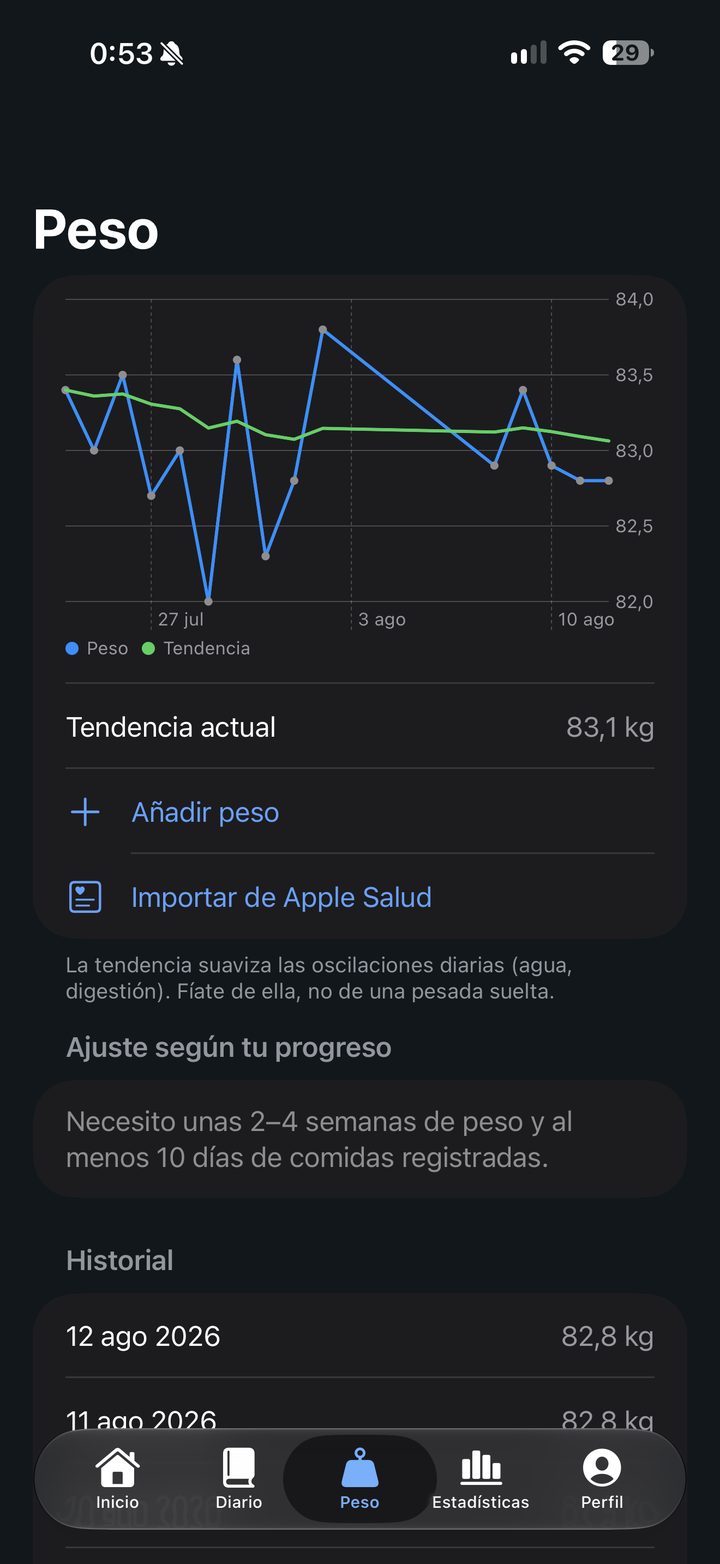 0:53
29
Peso
84,0
83,5
83,0
82,5
82,0
27 jul
3 ago
10 ago
Peso
Tendencia
Tendencia actual
83,1 kg
Añadir peso
Importar de Apple Salud
La tendencia suaviza las oscilaciones diarias (agua,
digestión). Fíate de ella, no de una pesada suelta.
Ajuste según tu progreso
Necesito unas 2–4 semanas de peso y al
menos 10 días de comidas registradas.
Historial
12 ago 2026
82,8 kg
11 ago 2026
82,8 kg
Inicio
Diario
Peso
Estadísticas
Perfil